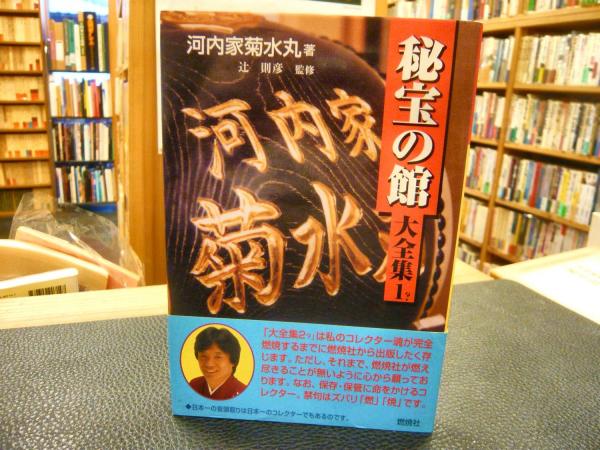 河内家菊水丸 著
辻 則彦 監修
秘宝の館
大全集1
河内家
菊水
「大全集2ッ」は私のコレクター魂が完全
燃焼するまでに燃焼社から出版したく存
じます。ただし、それまで、燃焼社が燃え
尽きることが無いように心から願ってお
ります。なお、保存・保管に命をかけるコ
レクター。禁句はズバリ「燃」「焼」です。
◆日本一の音頭取りは日本一のコレクターでもあるのです。
燃焼社